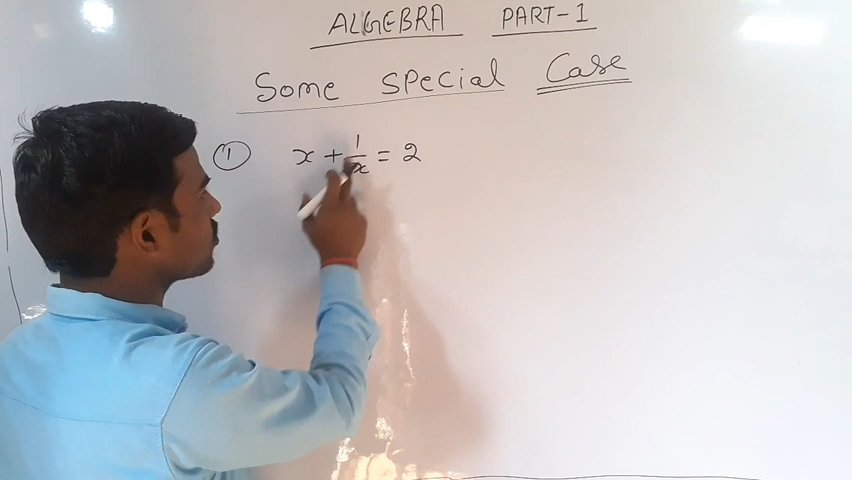 ALGEBRA PART-1
Some Special Case
① x + 1/x = 2